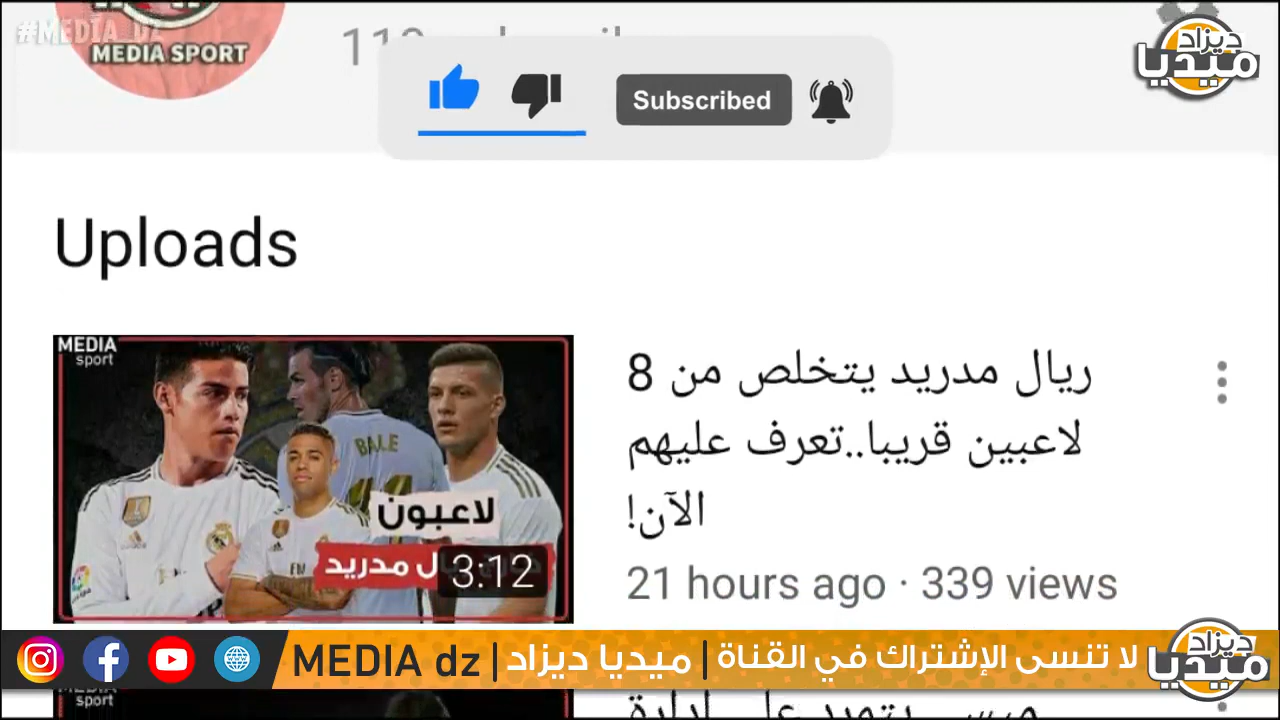 #MEDIA_dz
MEDIA SPORT
ديزاد
ميديا
Subscribed
Uploads
MEDIA
sport
BALE
11
لاعبون
مدريد
3:12
ريال مدريد يتخلص من 8
لاعبين قريبا..تعرف عليهم
الآن!
21 hours ago · 339 views
MEDIA dz | ميديا ديزاد | لا تنسى الإشتراك في القناة
ديزاد
ميديا
sport